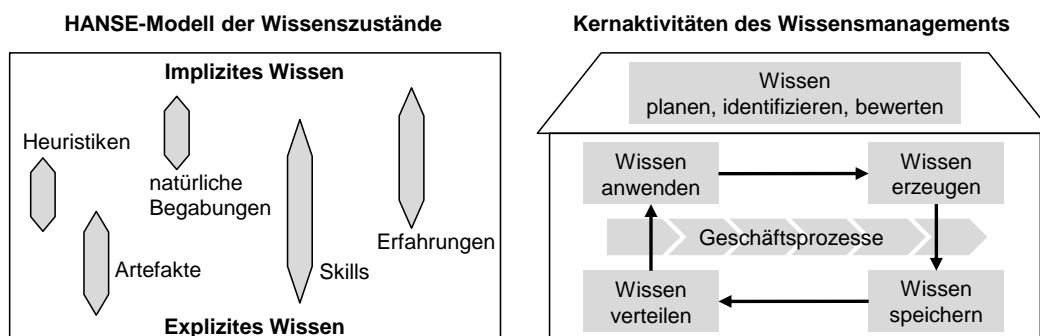 HANSE-Modell der Wissenszustände
Implizites Wissen
Heuristiken
natürliche
Begabungen
Erfahrungen
Artefakte
Skills
Explizites Wissen
Kernaktivitäten des Wissensmanagements
Wissen
planen, identifizieren, bewerten
Wissen
anwenden
Wissen
erzeugen
Geschäftsprozesse
Wissen
verteilen
Wissen
speichern